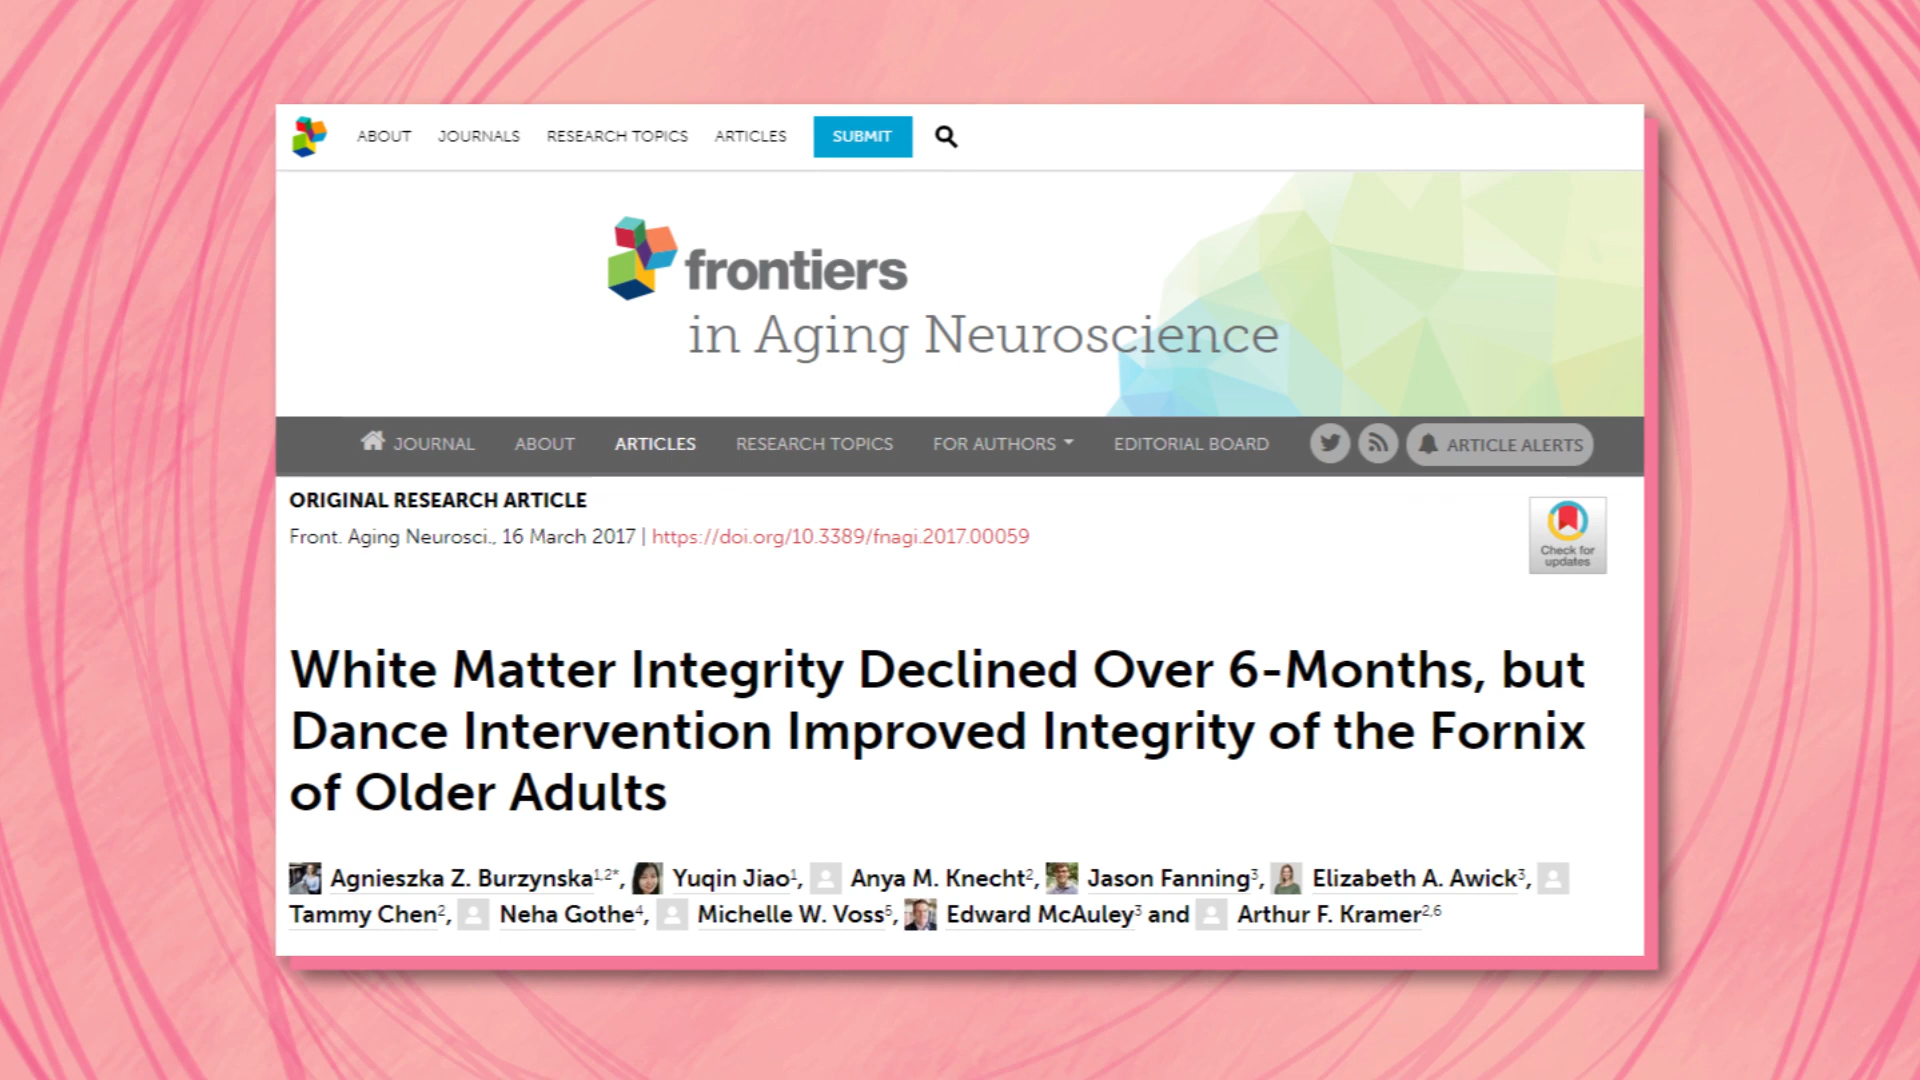 ABOUT JOURNALS RESEARCH TOPICS ARTICLES SUBMIT
frontiers
in Aging Neuroscience
JOURNAL ABOUT ARTICLES RESEARCH TOPICS FOR AUTHORS EDITORIAL BOARD ARTICLE ALERTS
ORIGINAL RESEARCH ARTICLE
Front. Aging Neurosci., 16 March 2017 | https://doi.org/10.3389/fnagi.2017.00059
Check for
updates
White Matter Integrity Declined Over 6-Months, but
Dance Intervention Improved Integrity of the Fornix
of Older Adults
Agnieszka Z. Burzynska1,2*, Yuqin Jiao1, Anya M. Knecht2, Jason Fanning3, Elizabeth A. Awick3,
Tammy Chen2, Neha Gothe4, Michelle W. Voss5, Edward McAuley3 and Arthur F. Kramer2,6